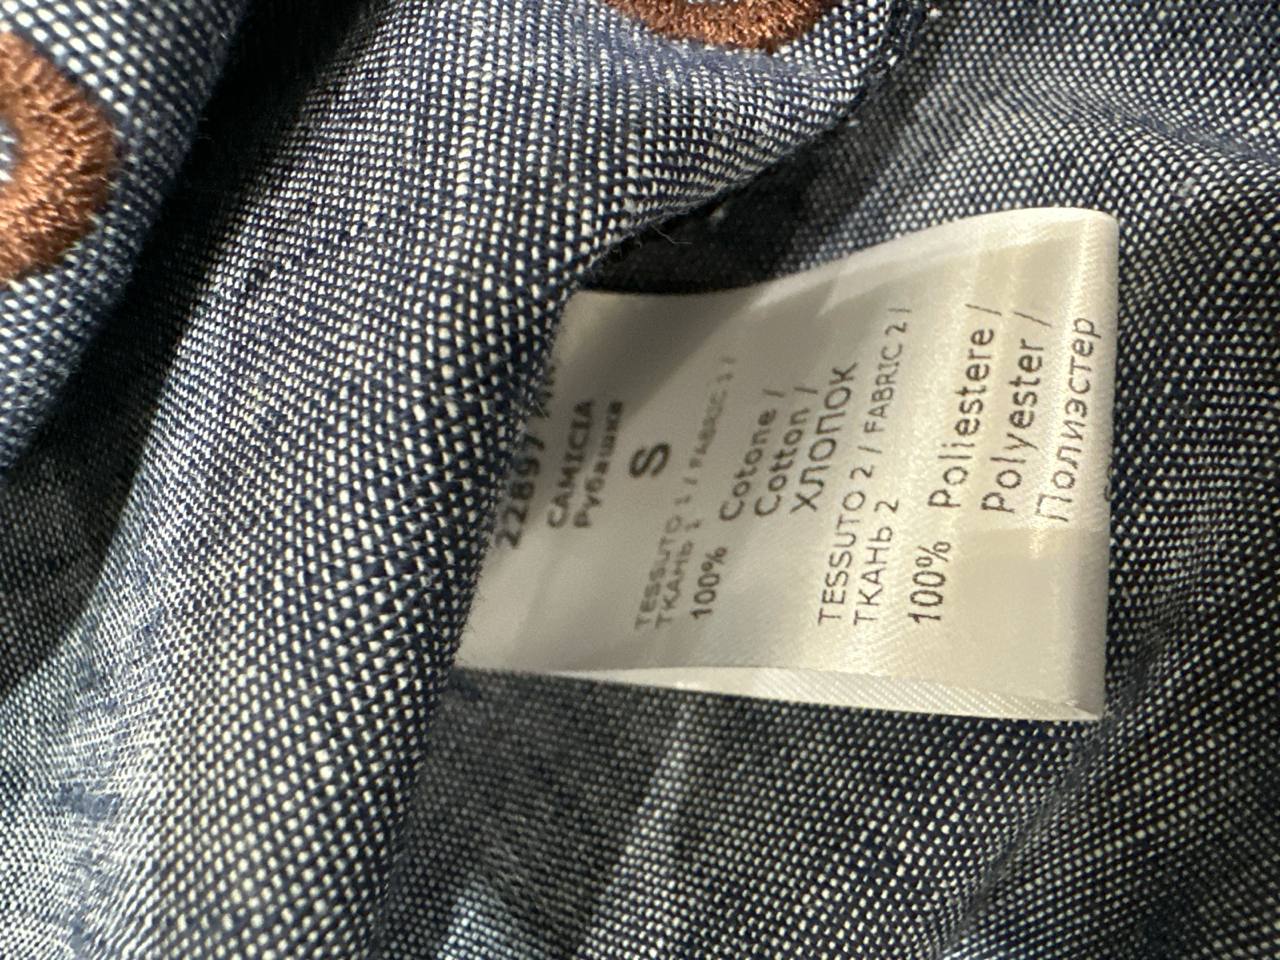 22897
CAMICIA
Рубашка
S
TESSUTO 1 / FABRIC 1 /
ТКАНЬ 1
100% Cotone /
Cotton /
ХЛОПОК
TESSUTO 2 / FABRIC 2 /
ТКАНЬ 2
100% Poliestere /
Polyester /
Полиэстер